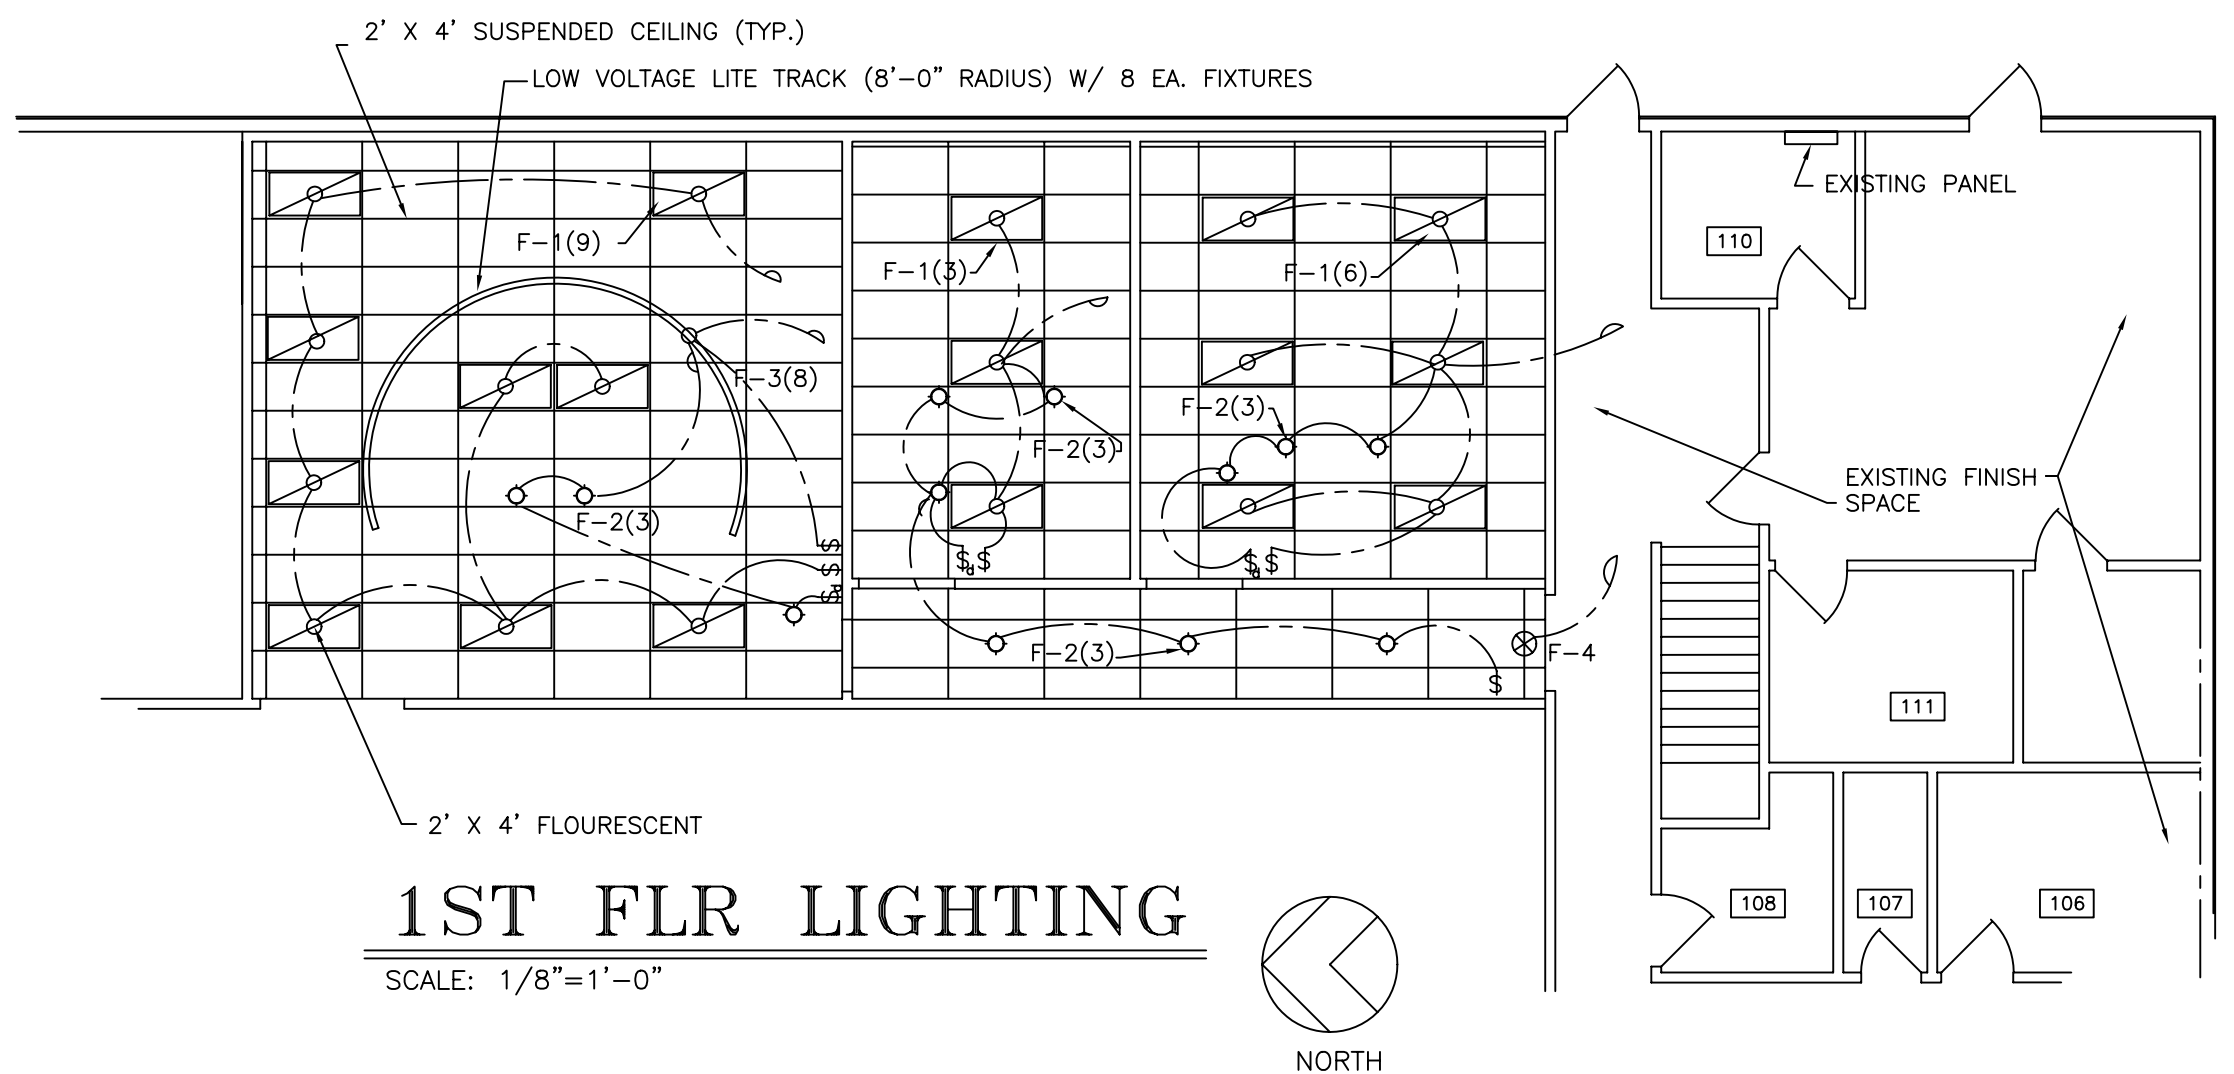 2' X 4' SUSPENDED CEILING (TYP.)
LOW VOLTAGE LITE TRACK (8'-0" RADIUS) W/ 8 EA. FIXTURES
EXISTING PANEL
F-1(9)
F-1(3)
F-1(6)
110
F-3(8)
F-2(3)
F-2(3)
EXISTING FINISH
SPACE
F-2(3)
$
$
$d
$d $
$d $
F-2(3)
F-4
$
111
2' X 4' FLOURESCENT
1ST FLR LIGHTING
SCALE: 1/8"=1'-0"
108
107
106
NORTH